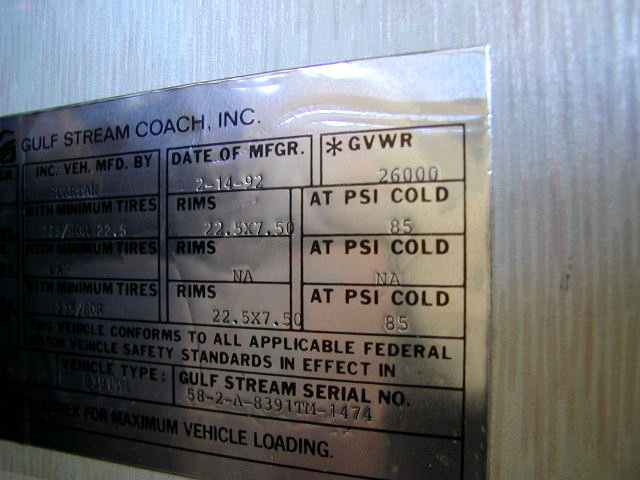 GULF STREAM COACH, INC.
INC. VEH. MFD. BY DATE OF MFGR. *GVWR
SPARTAN 2-14-92 26000
WITH MINIMUM TIRES RIMS AT PSI COLD
22.5 22.5X7.50 85
WITH MINIMUM TIRES RIMS AT PSI COLD
NA NA NA
WITH MINIMUM TIRES RIMS AT PSI COLD
22.5X7.50 85
THIS VEHICLE CONFORMS TO ALL APPLICABLE FEDERAL
VEHICLE SAFETY STANDARDS IN EFFECT IN
VEHICLE TYPE: GULF STREAM SERIAL NO.
58-2-A-8391TM-1474
FOR MAXIMUM VEHICLE LOADING.